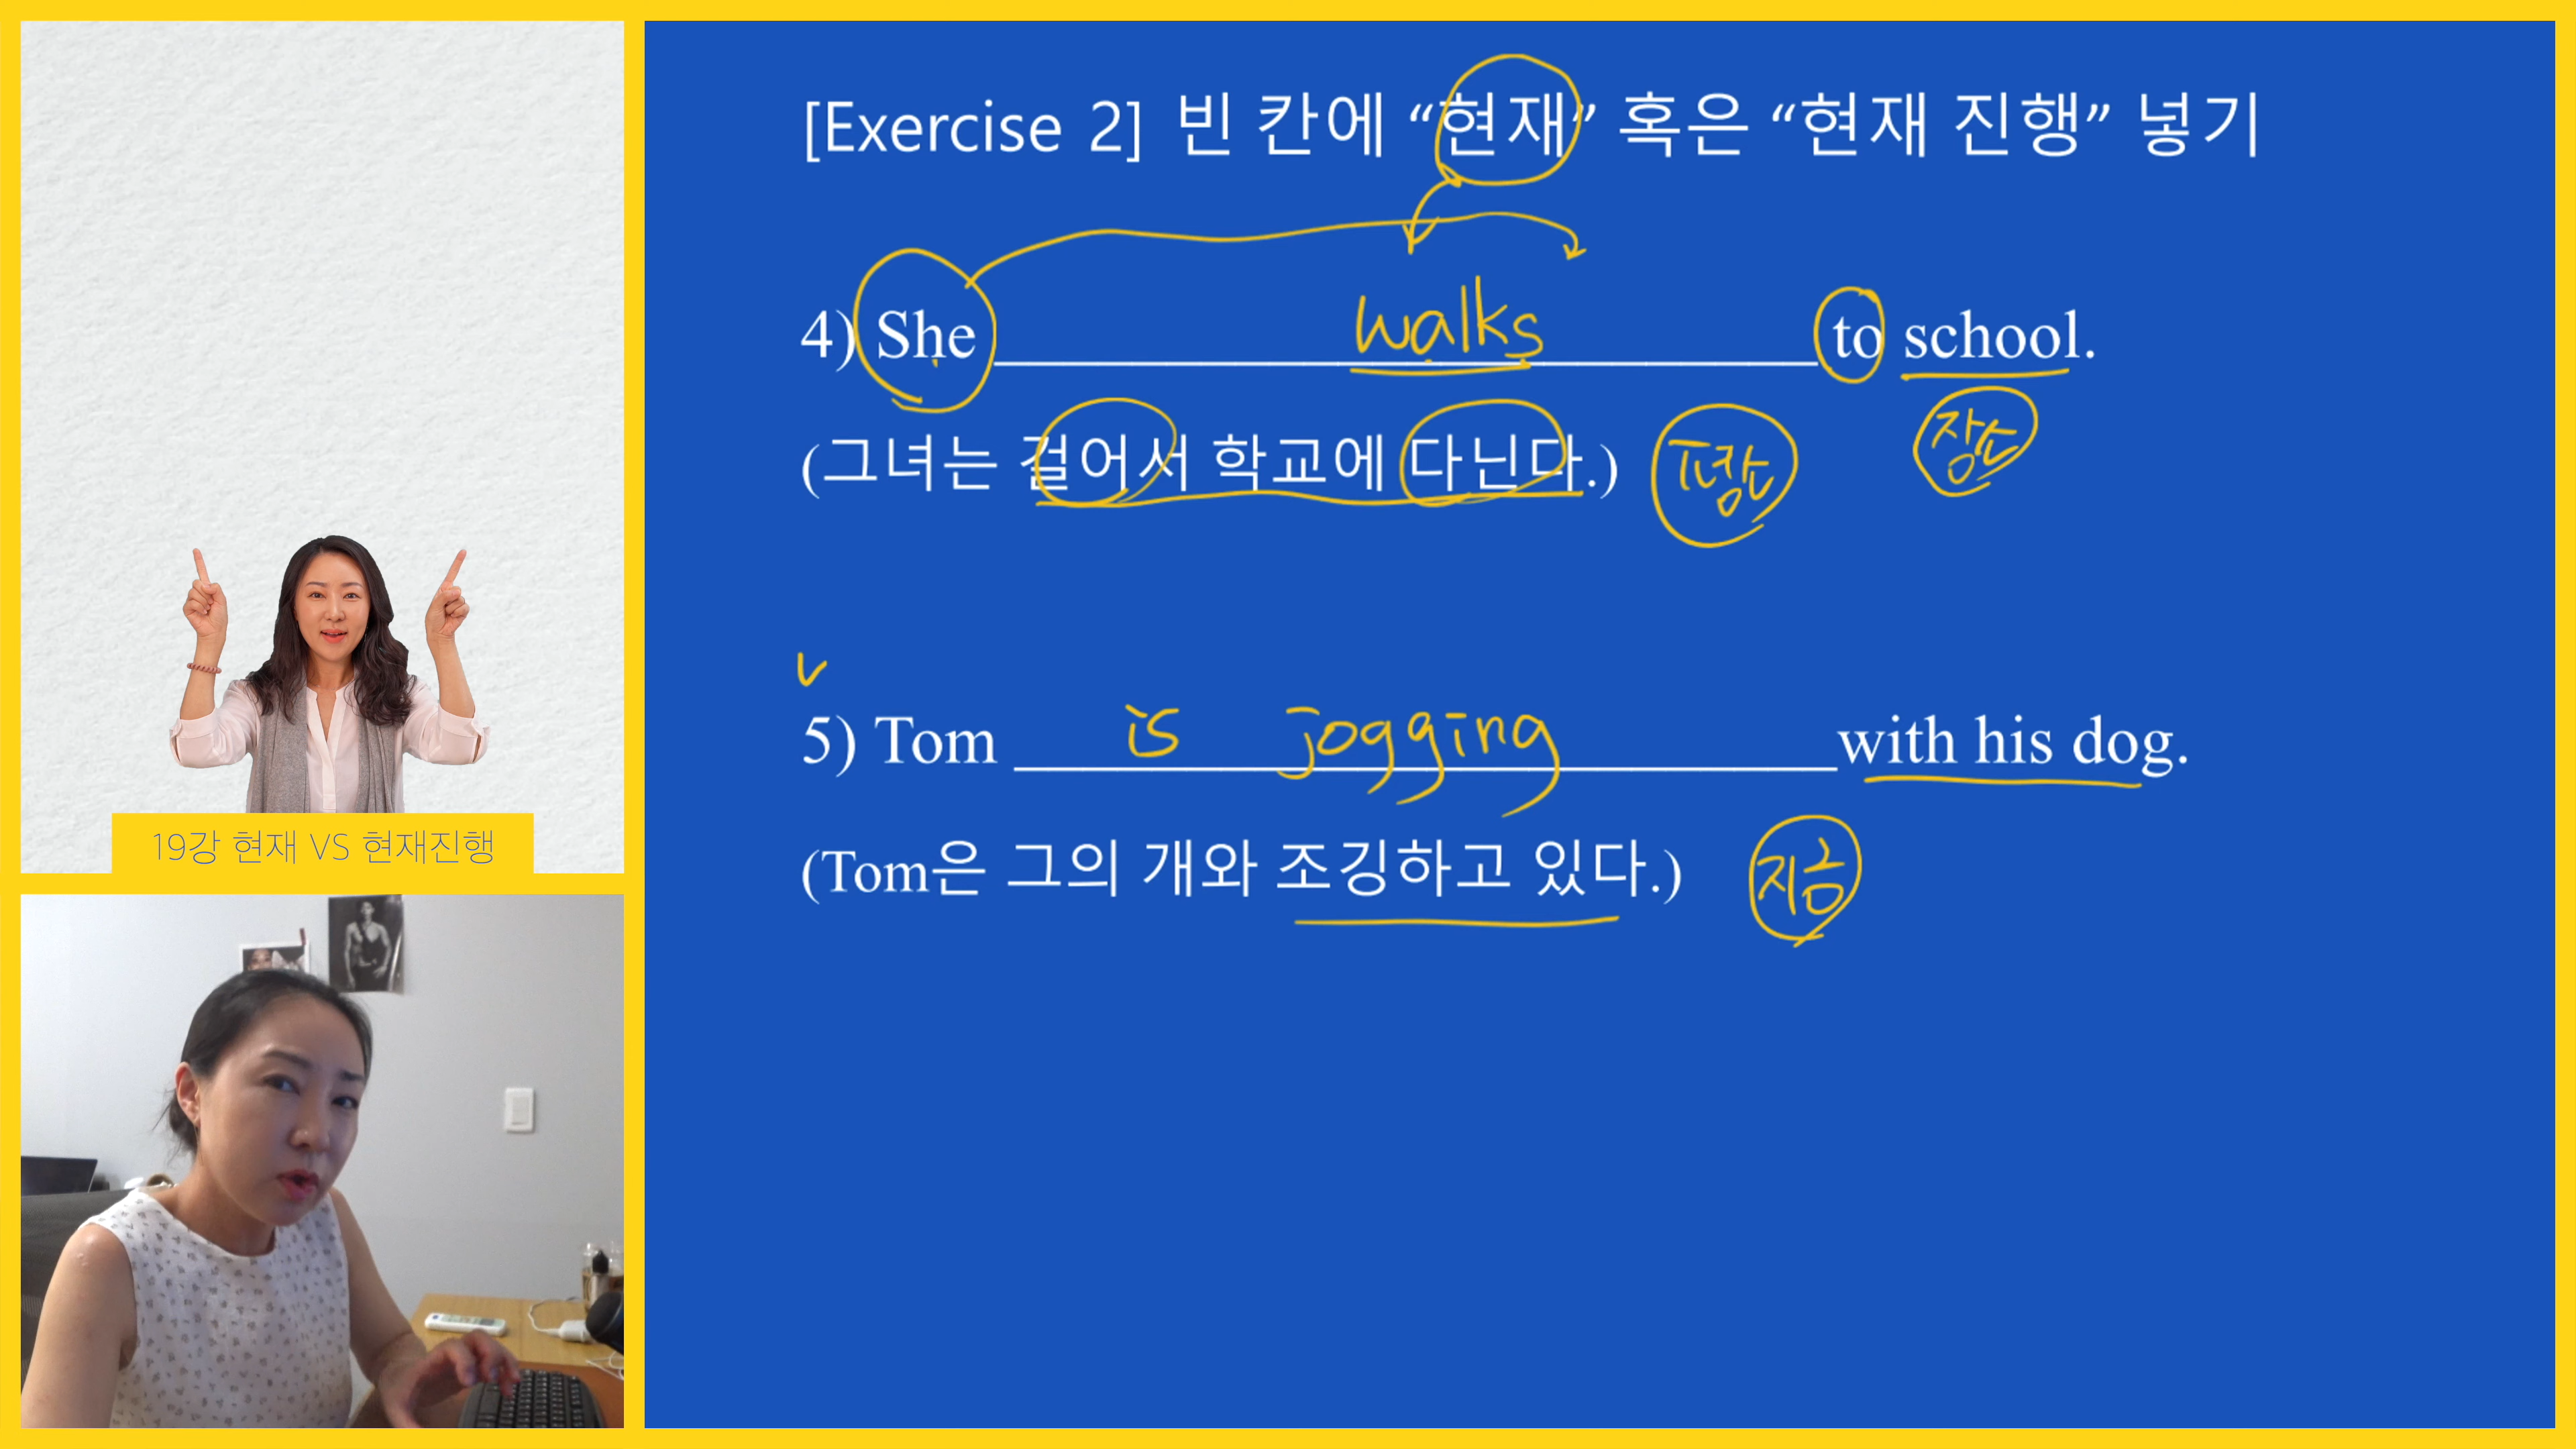 [Exercise 2] 빈 칸에 “현재” 혹은 “현재 진행” 넣기
4) She walks to school.
장소
(그녀는 걸어서 학교에 다닌다.) 평소
5) Tom is jogging with his dog.
(Tom은 그의 개와 조깅하고 있다.) 지금
19강 현재 VS 현재진행